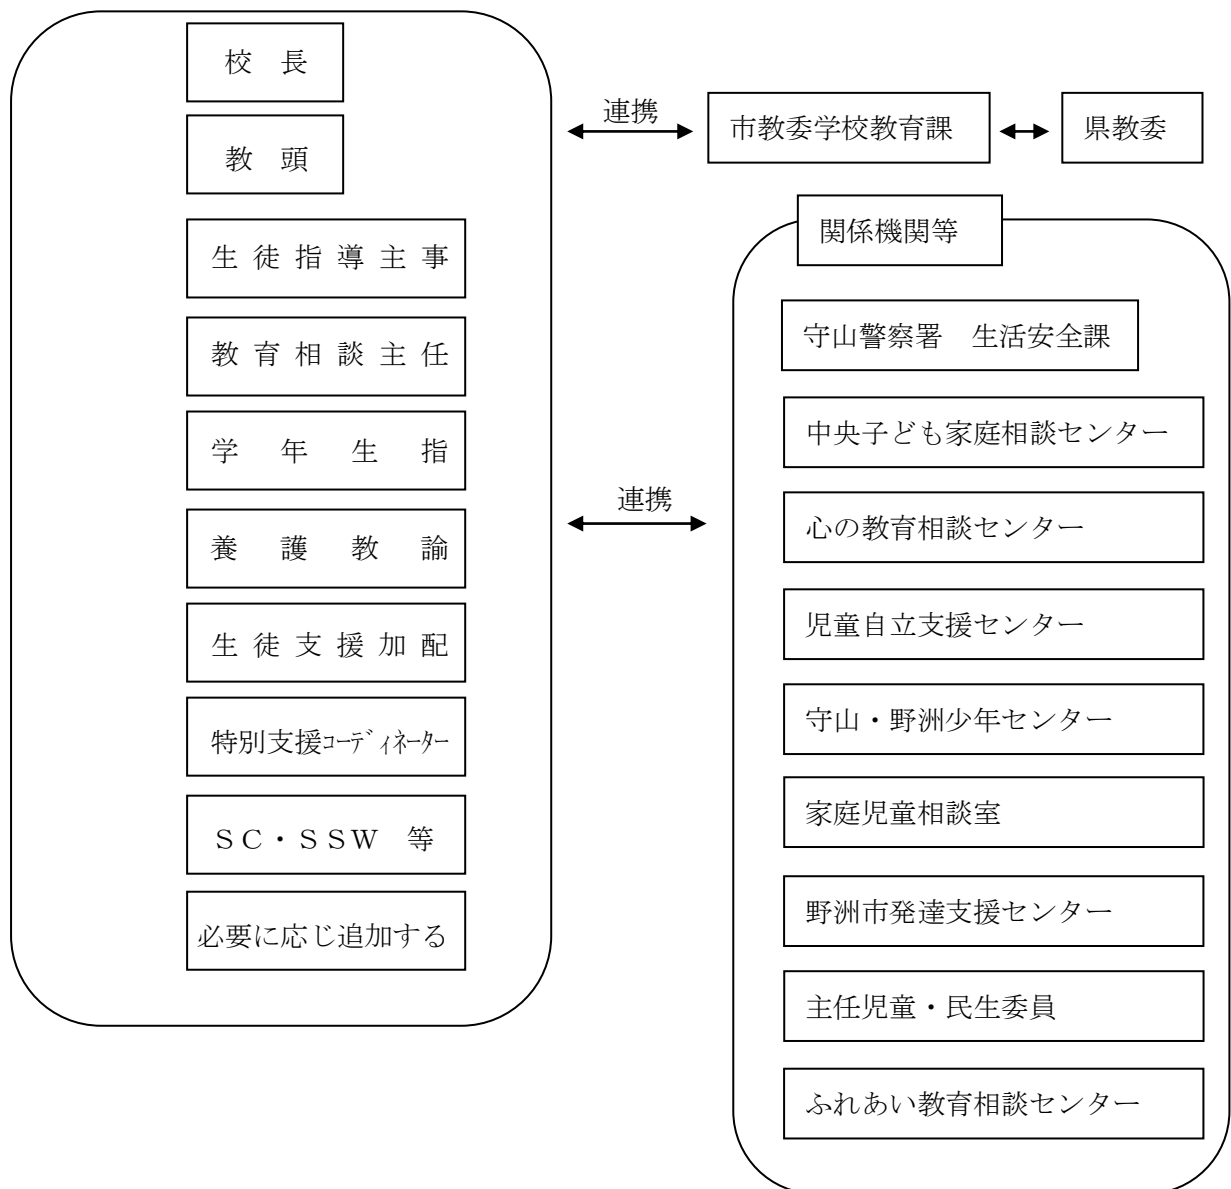 校　長
教　頭
生徒指導主事
教育相談主任
学年生指
養護教諭
生徒支援加配
特別支援ｺｰﾃﾞｨﾈｰﾀｰ
ＳＣ・ＳＳＷ　等
必要に応じ追加する
連携
市教委学校教育課
県教委
連携
関係機関等
守山警察署　生活安全課
中央子ども家庭相談センター
心の教育相談センター
児童自立支援センター
守山・野洲少年センター
家庭児童相談室
野洲市発達支援センター
主任児童・民生委員
ふれあい教育相談センター